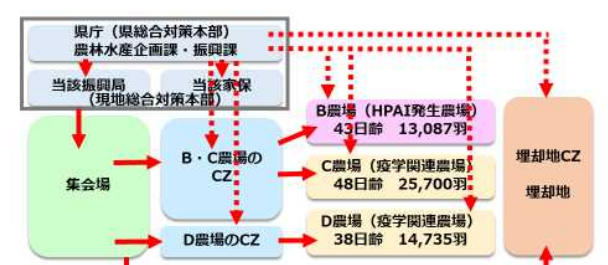 県庁（県総合対策本部）
農林水産企画課・振興課
当該振興局
当該家保
（現地総合対策本部）
集会場
B・C農場の
CZ
D農場のCZ
B農場（HPAI発生農場）
43日齢 13,087羽
C農場（疫学関連農場）
48日齢 25,700羽
D農場（疫学関連農場）
38日齢 14,735羽
埋却地CZ
埋却地